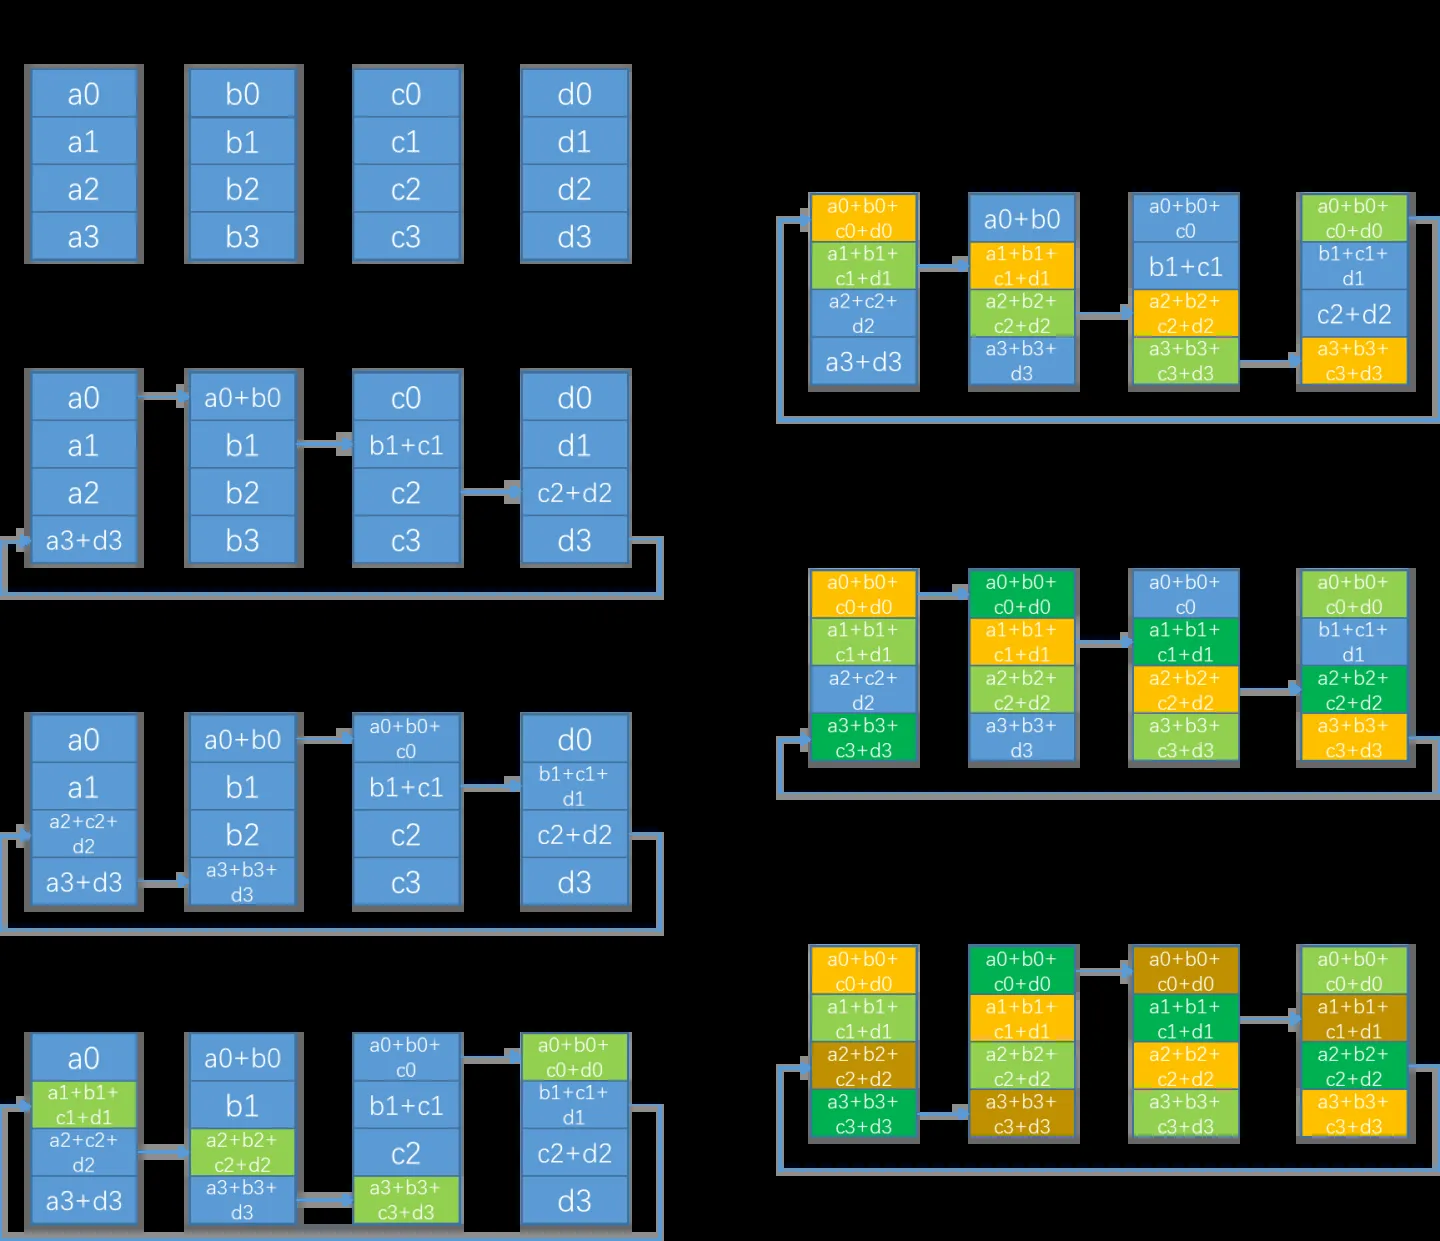 a0
a1
a2
a3
b0
b1
b2
b3
c0
c1
c2
c3
d0
d1
d2
d3
a0
a1
a2
a3+d3
a0+b0
b1
b2
b3
c0
b1+c1
c2
c3
d0
d1
c2+d2
d3
a0
a1
a2+c2+
d2
a3+d3
a0+b0
b1
b2
a3+b3+
d3
a0+b0+
c0
b1+c1
c2
c3
d0
b1+c1+
d1
c2+d2
d3
a0
a1+b1+
c1+d1
a2+c2+
d2
a3+d3
a0+b0
b1
a2+b2+
c2+d2
a3+b3+
d3
a0+b0+
c0
b1+c1
c2
a3+b3+
c3+d3
a0+b0+
c0+d0
b1+c1+
d1
c2+d2
d3
a0+b0+
c0+d0
a1+b1+
c1+d1
a2+c2+
d2
a3+d3
a0+b0
a1+b1+
c1+d1
a2+b2+
c2+d2
a3+b3+
d3
a0+b0+
c0
b1+c1
a2+b2+
c2+d2
a3+b3+
c3+d3
a0+b0+
c0+d0
b1+c1+
d1
c2+d2
a3+b3+
c3+d3
a0+b0+
c0+d0
a1+b1+
c1+d1
a2+c2+
d2
a3+b3+
c3+d3
a0+b0+
c0+d0
a1+b1+
c1+d1
a2+b2+
c2+d2
a3+b3+
d3
a0+b0+
c0
a1+b1+
c1+d1
a2+b2+
c2+d2
a3+b3+
c3+d3
a0+b0+
c0+d0
b1+c1+
d1
a2+b2+
c2+d2
a3+b3+
c3+d3
a0+b0+
c0+d0
a1+b1+
c1+d1
a2+b2+
c2+d2
a3+b3+
c3+d3
a0+b0+
c0+d0
a1+b1+
c1+d1
a2+b2+
c2+d2
a3+b3+
c3+d3
a0+b0+
c0+d0
a1+b1+
c1+d1
a2+b2+
c2+d2
a3+b3+
c3+d3
a0+b0+
c0+d0
a1+b1+
c1+d1
a2+b2+
c2+d2
a3+b3+
c3+d3